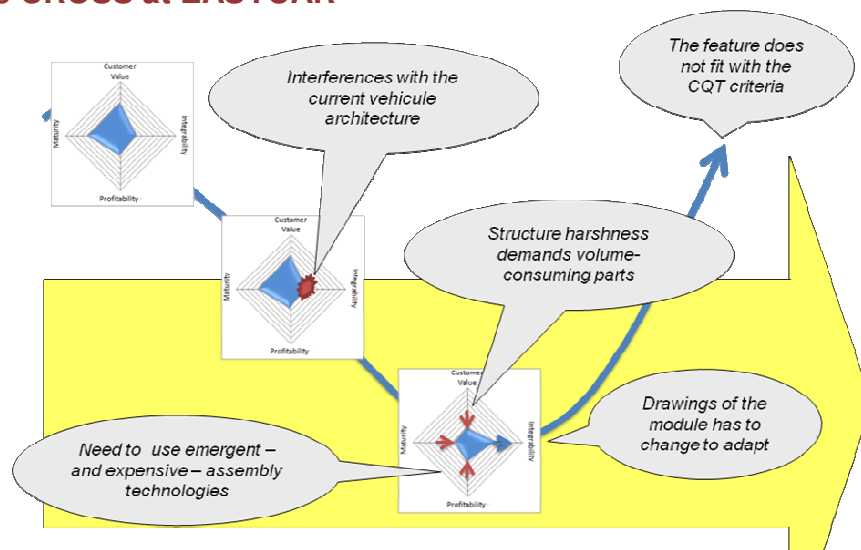 CROSS at EASTCAR
The feature does
not fit with the
CQT criteria
Customer
Value
Maturity
Integrability
Profitability
Interferences with the
current vehicule
architecture
Customer
Value
Maturity
Integrability
Profitability
Structure harshness
demands volume-
consuming parts
Customer
Value
Maturity
Integrability
Profitability
Drawings of the
module has to
change to adapt
Need to use emergent –
and expensive – assembly
technologies